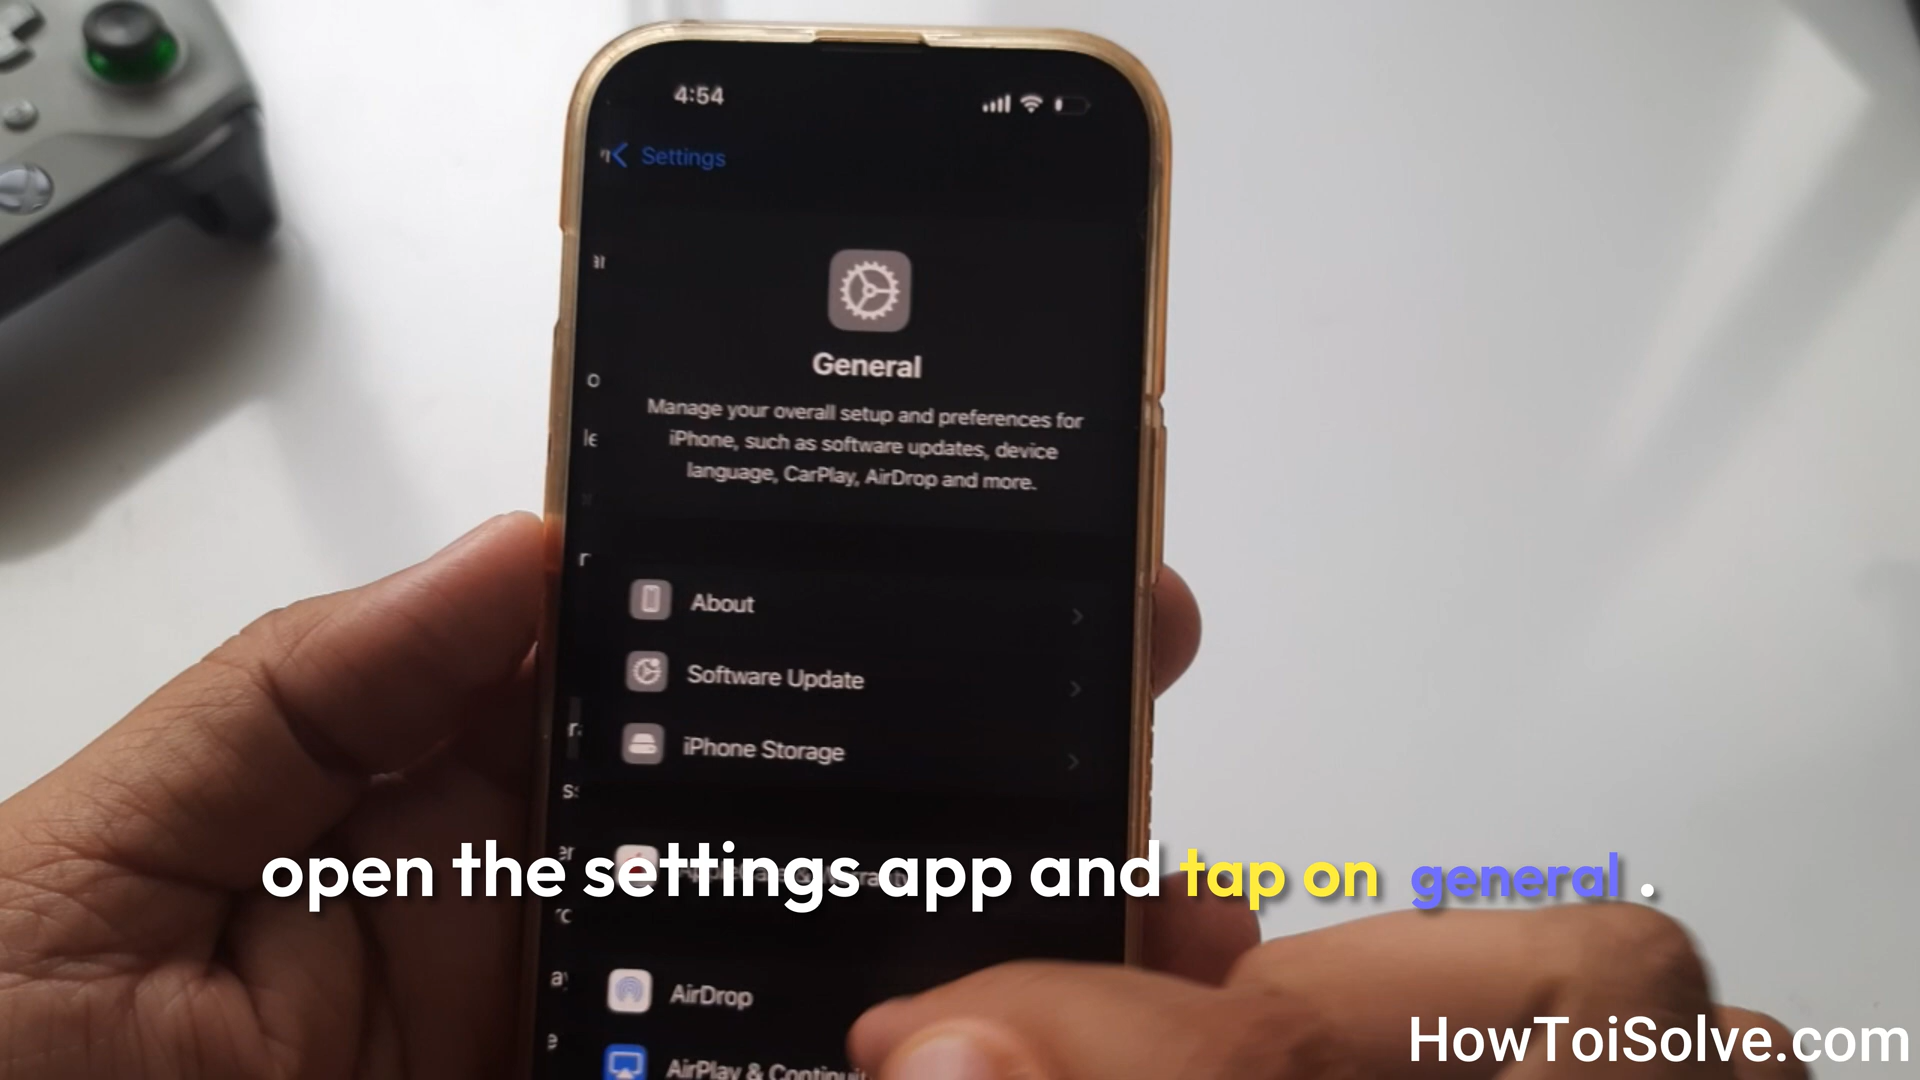 4:54
Settings
General
Manage your overall setup and preferences for
iPhone, such as software updates, device
language, CarPlay, AirDrop and more.
About
Software Update
iPhone Storage
open the settings app and tap on general .
AirDrop
AirPlay &
HowToiSolve.com